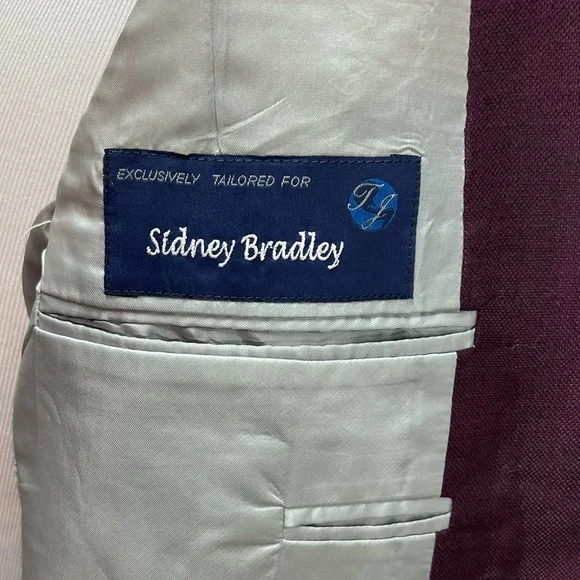 EXCLUSIVELY TAILORED FOR
TJ
Sidney Bradley